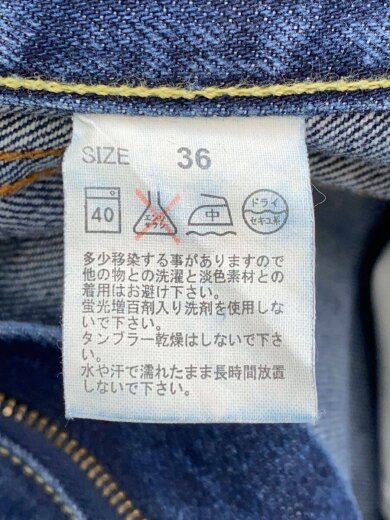 SIZE 36
40 エンソ サラシ 中 ドライ セキユ系
多少移染する事がありますので
他の物との洗濯と淡色素材との
着用はお避け下さい。
蛍光増百剤入り洗剤を使用しな
いで下さい。
タンブラー乾燥はしないで下さ
い。
水や汗で濡れたまま長時間放置
しないで下さい。